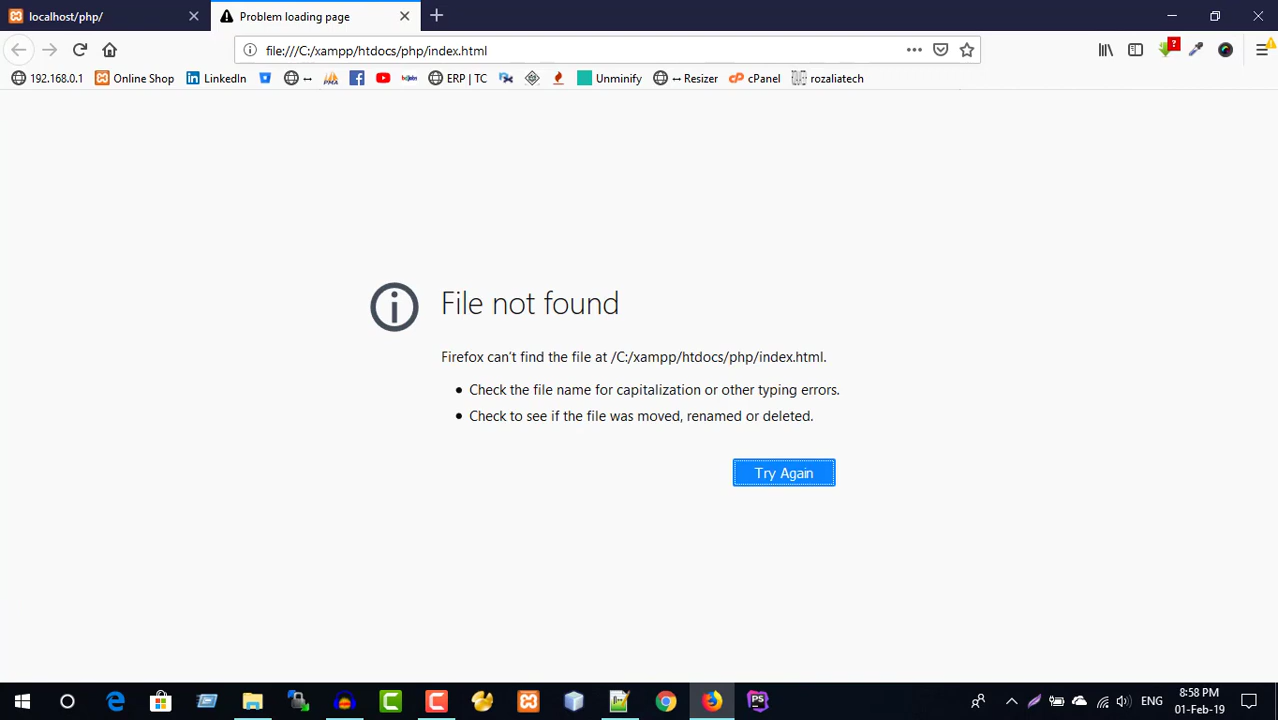 localhost/php/
Problem loading page
file:///C:/xampp/htdocs/php/index.html
192.168.0.1 Online Shop LinkedIn ERP | TC Unminify Resizer cPanel rozaliatech
File not found
Firefox can't find the file at /C:/xampp/htdocs/php/index.html.
Check the file name for capitalization or other typing errors.
Check to see if the file was moved, renamed or deleted.
Try Again
ENG
8:58 PM
01-Feb-19